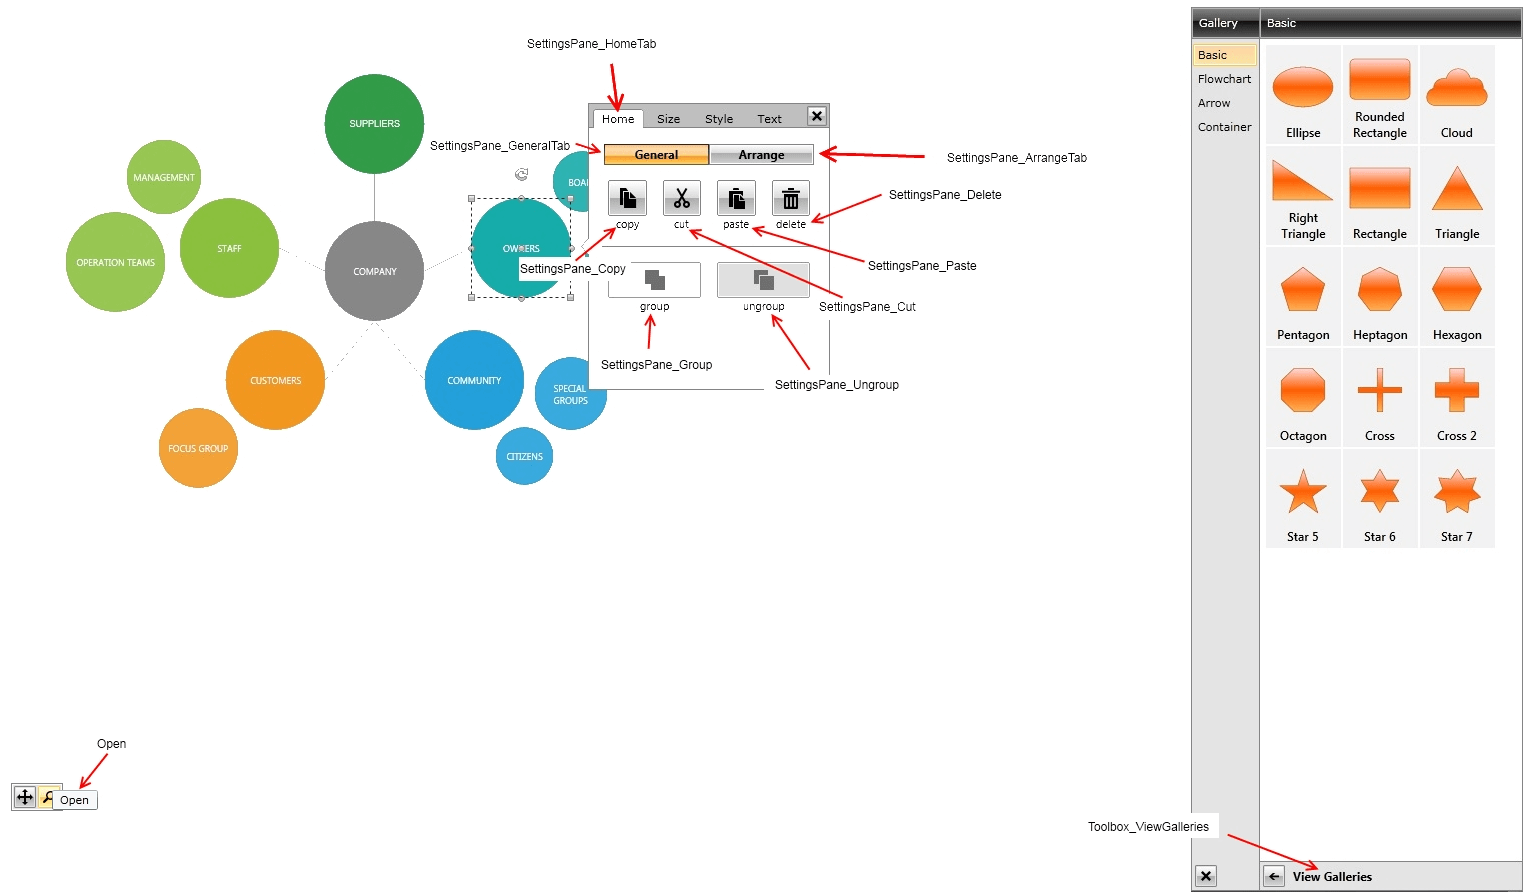 SettingsPane_HomeTab
SUPPLIERS
MANAGEMENT
OPERATION TEAMS
STAFF
COMPANY
OWNERS
CUSTOMERS
COMMUNITY
SPECIAL
GROUPS
FOCUS GROUP
CITIZENS
Home Size Style Text
SettingsPane_GeneralTab
General Arrange
SettingsPane_ArrangeTab
SettingsPane_Delete
copy cut paste delete
SettingsPane_Copy
SettingsPane_Paste
SettingsPane_Cut
group ungroup
SettingsPane_Group
SettingsPane_Ungroup
Open
Open
Gallery Basic
Basic
Flowchart
Arrow
Container
Ellipse
Rounded
Rectangle
Cloud
Right
Triangle
Rectangle
Triangle
Pentagon
Heptagon
Hexagon
Octagon
Cross
Cross 2
Star 5
Star 6
Star 7
Toolbox_ViewGalleries
View Galleries